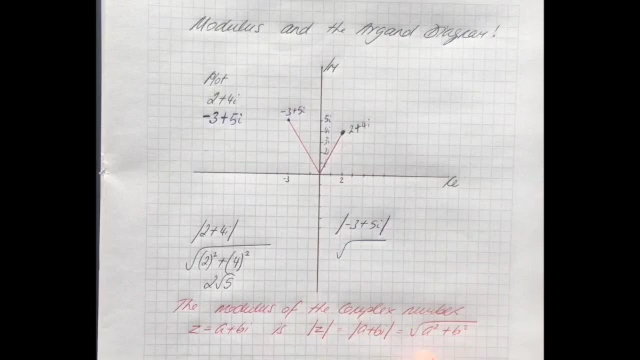 Modulus and the Argand Diagram!
Im
Plot
2+4i
-3+5i
-3+5i
5i
4i
3i
2i
i
2+4i
-3
2
Re
|2+4i|
√(2)²+(4)²
2√5
|-3+5i|
√
The modulus of the complex number
z = a+bi is |z| = |a+bi| = √a²+b²